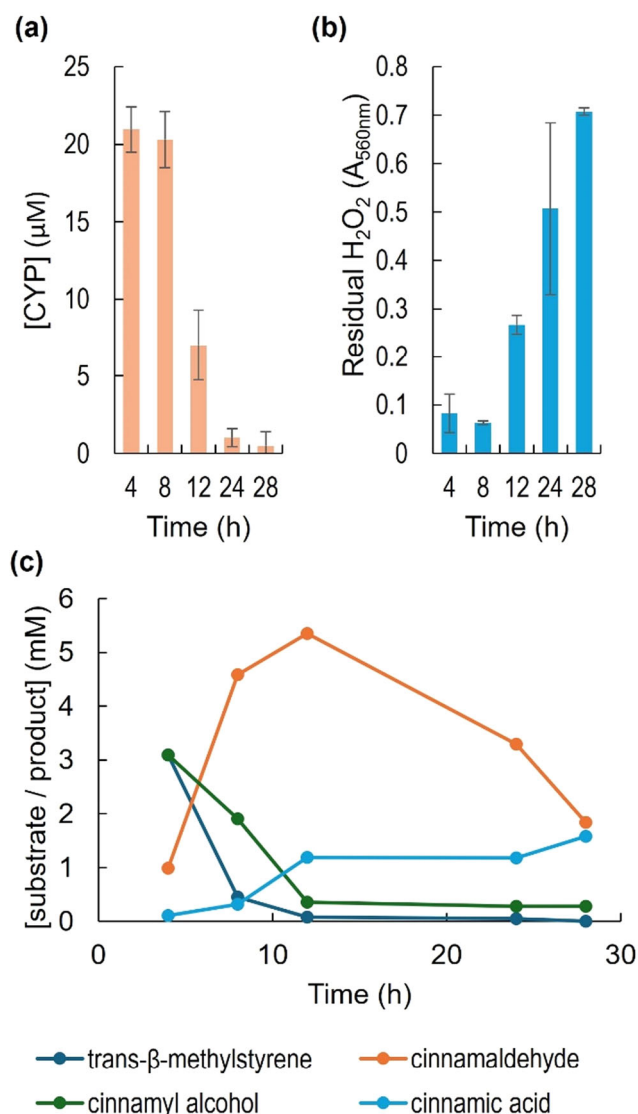 (a)
25
20
15
10
5
0
[CYP] (µM)
4 8 12 24 28
Time (h)
(b)
0.8
0.7
0.6
0.5
0.4
0.3
0.2
0.1
0
Residual H₂O₂ (A₅₆₀ₙₘ)
4 8 12 24 28
Time (h)
(c)
6
5
4
3
2
1
0
[substrate / product] (mM)
0 10 20 30
Time (h)
trans-β-methylstyrene
cinnamaldehyde
cinnamyl alcohol
cinnamic acid